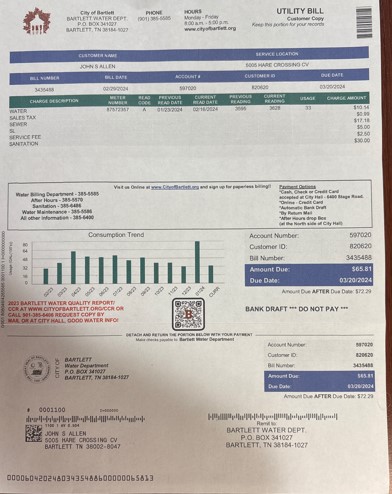 City of Bartlett
BARTLETT WATER DEPT.
P.O. BOX 341027
BARTLETT, TN 38184-1027
PHONE
(901) 385-5585
HOURS
Monday - Friday
8:00 a.m. - 5:00 p.m.
www.cityofbartlett.org
UTILITY BILL
Customer Copy
Keep this portion for your records.
CUSTOMER NAME SERVICE LOCATION
JOHN S ALLEN 5005 HARE CROSSING CV
BILL NUMBER BILL DATE ACCOUNT # CUSTOMER ID DUE DATE
3435488 02/29/2024 597020 820620 03/20/2024
CHARGE DESCRIPTION METER NUMBER READ CODE PREVIOUS READ DATE CURRENT READ DATE PREVIOUS READING CURRENT READING USAGE CHARGE AMOUNT
WATER A 01/23/2024 $10.14
SALES TAX $0.99
SEWER $17.18
SL $5.00
SERVICE FEE $2.50
SANITATION $30.00
Visit us Online at www.CityofBartlett.org and sign up for paperless billing!!
Water Billing Department - 385-5585
After Hours - 385-5570
Sanitation - 385-6486
Water Maintenance - 385-5586
All other Information - 385-6486
Payment Options
*Cash, Check or Credit Card
accepted at City Hall - 6400 Stage Road.
*Online - Credit Card
*Automatic Bank Draft
*By Return Mail
*After Hours drop Box
(at the North side of City Hall)
Consumption Trend
Account Number: 597020
Customer ID: 820620
Bill Number: 3435488
Amount Due: $65.81
Due Date: 03/20/2024
Amount Due AFTER Due Date: $72.29
2023 BARTLETT WATER QUALITY REPORT!
CCR AT WWW.CITYOFBARTLETT.ORG/CCR OR
CALL 901-385-6486 REQUEST COPY BY
MAIL OR AT CITY HALL. GOOD WATER INFO!
BANK DRAFT *** DO NOT PAY ***
DETACH AND RETURN THE PORTION BELOW WITH YOUR PAYMENT
Make checks payable to: Bartlett Water Department
BARTLETT
Water Department
P.O. BOX 341027
BARTLETT, TN 38184-1027
Account Number: 597020
Customer ID: 820620
Bill Number: 3435488
Amount Due: $65.81
Due Date: 03/20/2024
Amount Due AFTER Due Date: $72.29
# 0001100
JOHN S ALLEN
5005 HARE CROSSING CV
BARTLETT TN 38002-8047
Remit to:
BARTLETT WATER DEPT.
P.O. BOX 341027
BARTLETT, TN 38184-1027